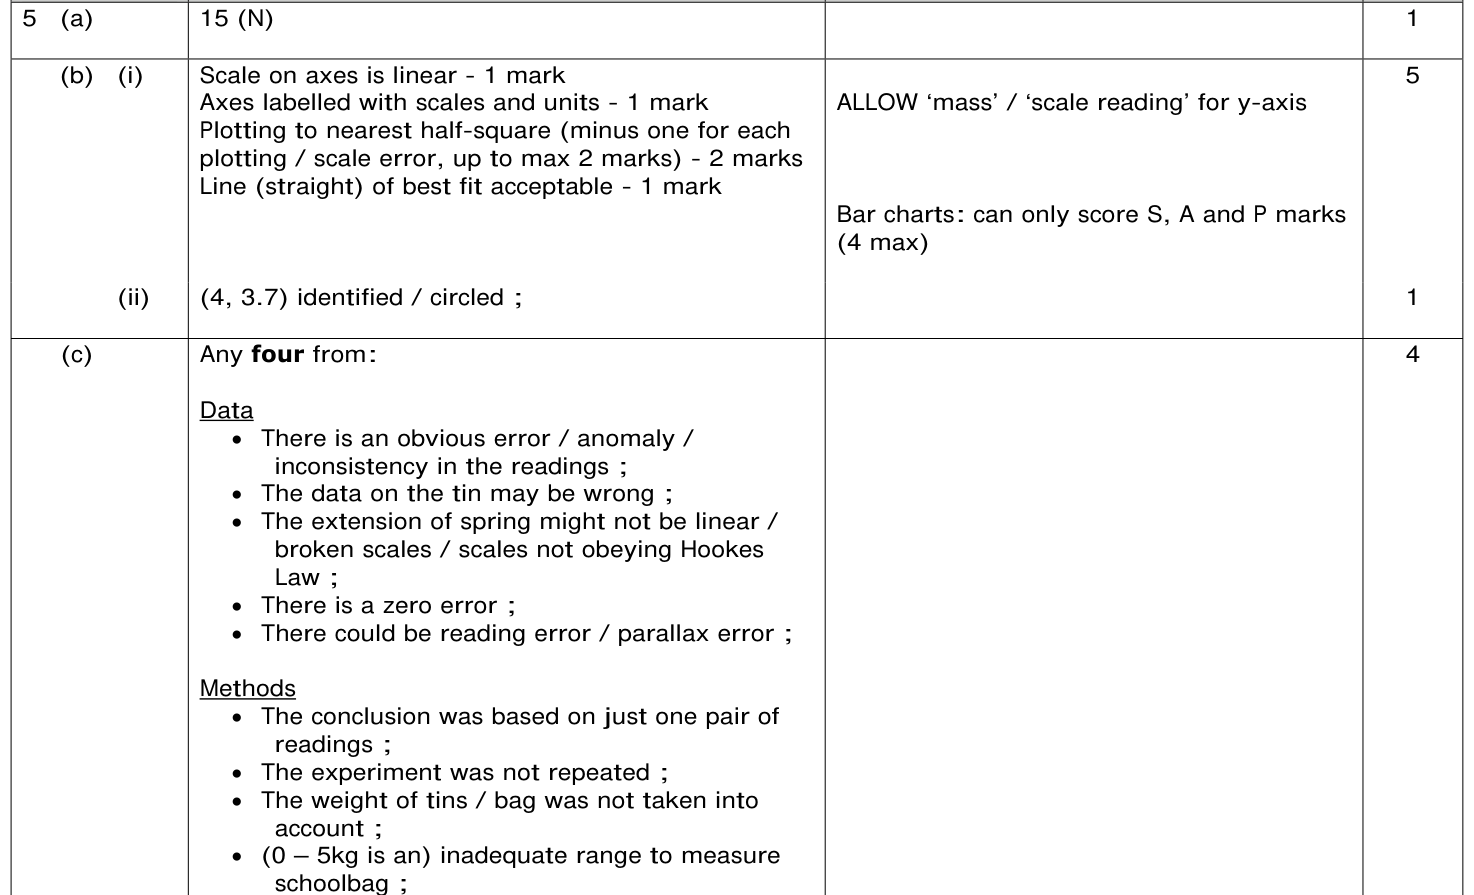 5 (a) 15 (N) 1
(b) (i) Scale on axes is linear - 1 mark 5
Axes labelled with scales and units - 1 mark ALLOW ‘mass’ / ‘scale reading’ for y-axis
Plotting to nearest half-square (minus one for each
plotting / scale error, up to max 2 marks) - 2 marks
Line (straight) of best fit acceptable - 1 mark
Bar charts: can only score S, A and P marks
(4 max)
(ii) (4, 3.7) identified / circled ; 1
(c) Any four from: 4
Data
• There is an obvious error / anomaly /
inconsistency in the readings ;
• The data on the tin may be wrong ;
• The extension of spring might not be linear /
broken scales / scales not obeying Hookes
Law ;
• There is a zero error ;
• There could be reading error / parallax error ;
Methods
• The conclusion was based on just one pair of
readings ;
• The experiment was not repeated ;
• The weight of tins / bag was not taken into
account ;
• (0 – 5kg is an) inadequate range to measure
schoolbag ;